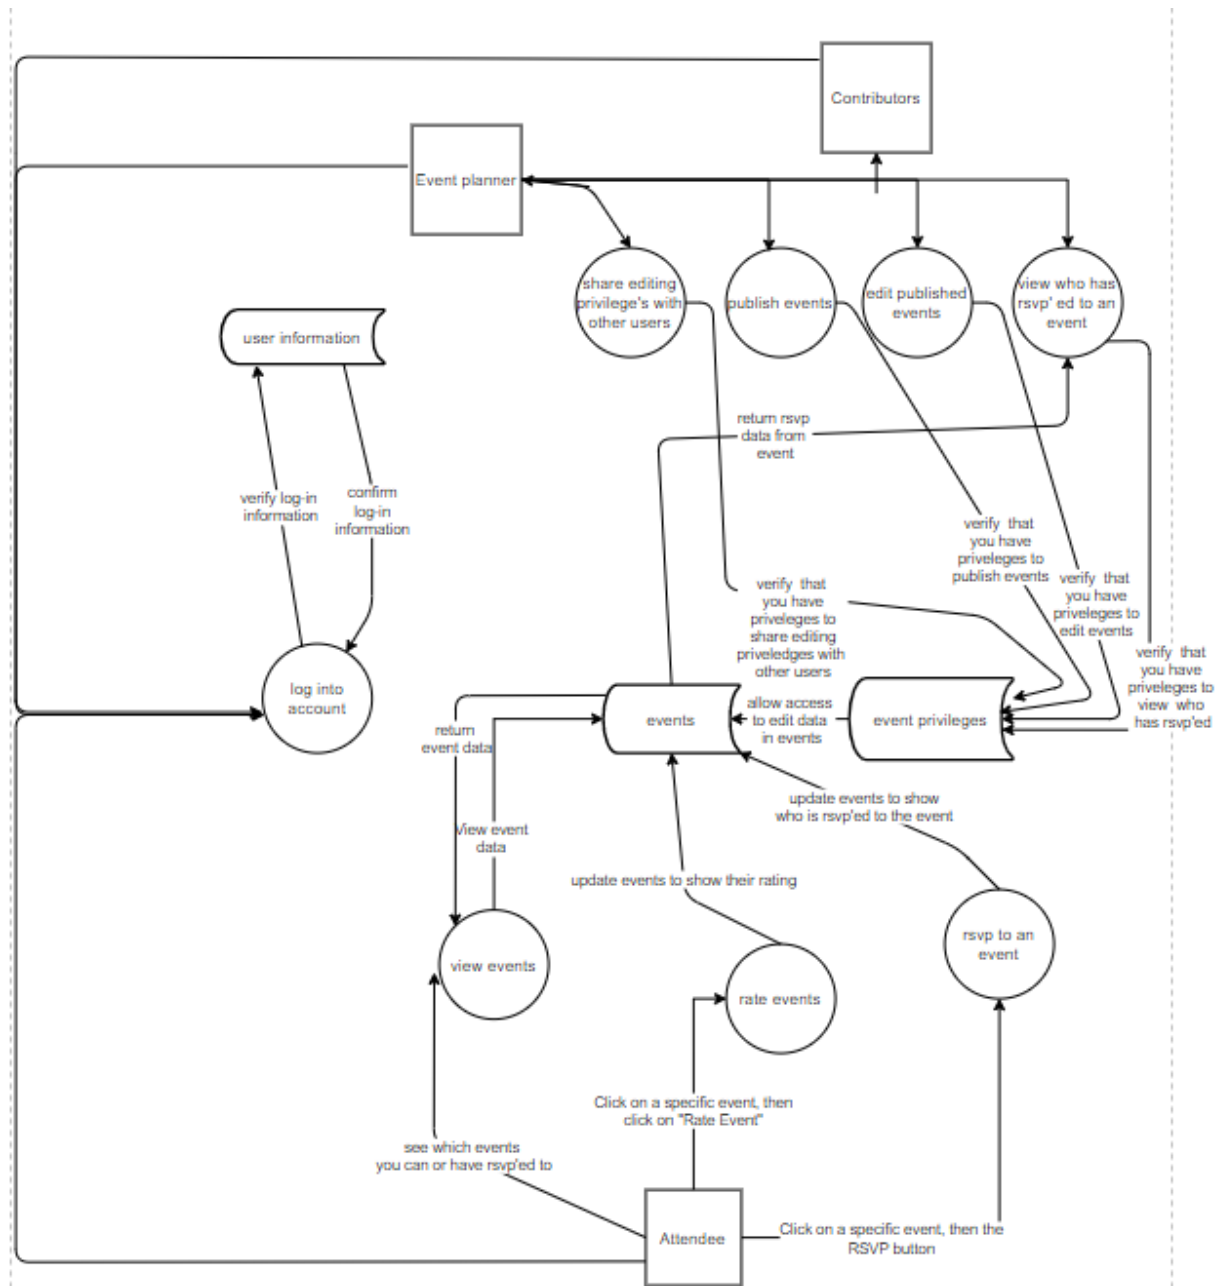 Contributors
Event planner
share editing
privilege's with
other users
publish events
edit published
events
view who has
rsvp' ed to an
event
user information
return rsvp
data from
event
verify log-in
information
confirm
log-in
information
verify that
you have
priveleges to
publish events
verify that
you have
priveleges to
edit events
verify that
you have
priveleges to
share editing
priveledges with
other users
verify that
you have
priveleges to
view who
has rsvp'ed
log into
account
events
allow access
to edit data
in events
event privileges
return
event data
View event
data
update events to show
who is rsvp'ed to the event
update events to show their rating
view events
rate events
rsvp to an
event
Click on a specific event, then
click on "Rate Event"
see which events
you can or have rsvp'ed to
Attendee
Click on a specific event, then the
RSVP button